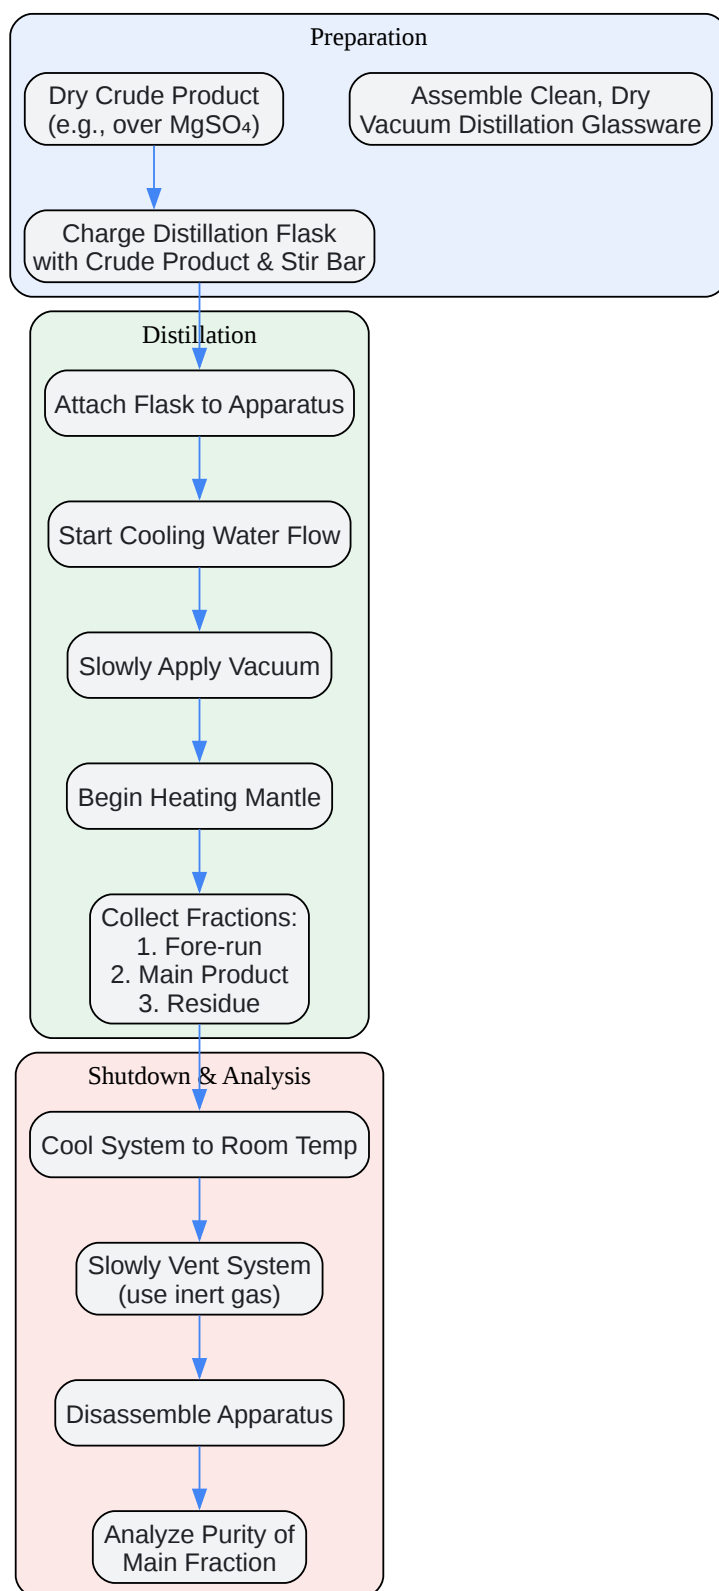 Preparation
Dry Crude Product
(e.g., over MgSO₄)
Assemble Clean, Dry
Vacuum Distillation Glassware
Charge Distillation Flask
with Crude Product & Stir Bar
Distillation
Attach Flask to Apparatus
Start Cooling Water Flow
Slowly Apply Vacuum
Begin Heating Mantle
Collect Fractions:
1. Fore-run
2. Main Product
3. Residue
Shutdown & Analysis
Cool System to Room Temp
Slowly Vent System
(use inert gas)
Disassemble Apparatus
Analyze Purity of
Main Fraction